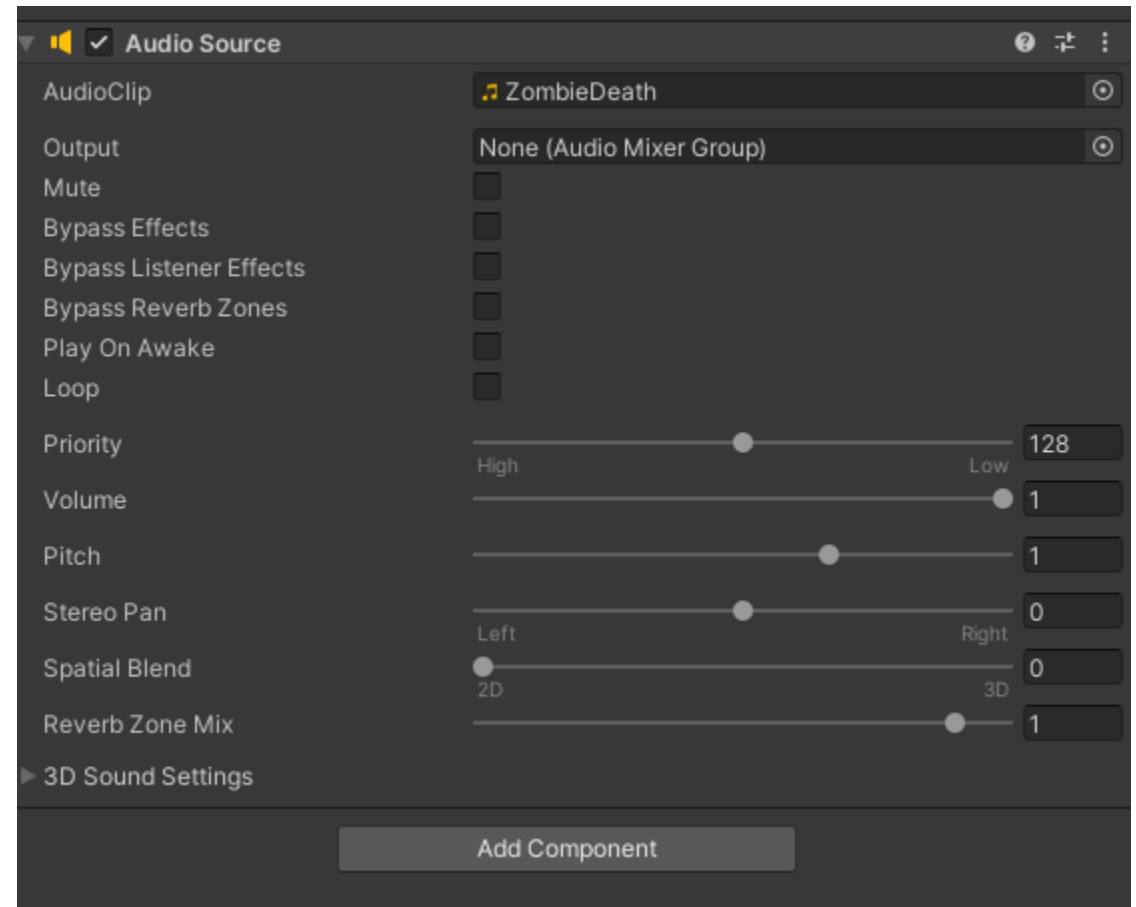 Audio Source
AudioClip ZombieDeath
Output None (Audio Mixer Group)
Mute
Bypass Effects
Bypass Listener Effects
Bypass Reverb Zones
Play On Awake
Loop
Priority 128
High Low
Volume 1
Pitch 1
Stereo Pan 0
Left Right
Spatial Blend 0
2D 3D
Reverb Zone Mix 1
3D Sound Settings
Add Component